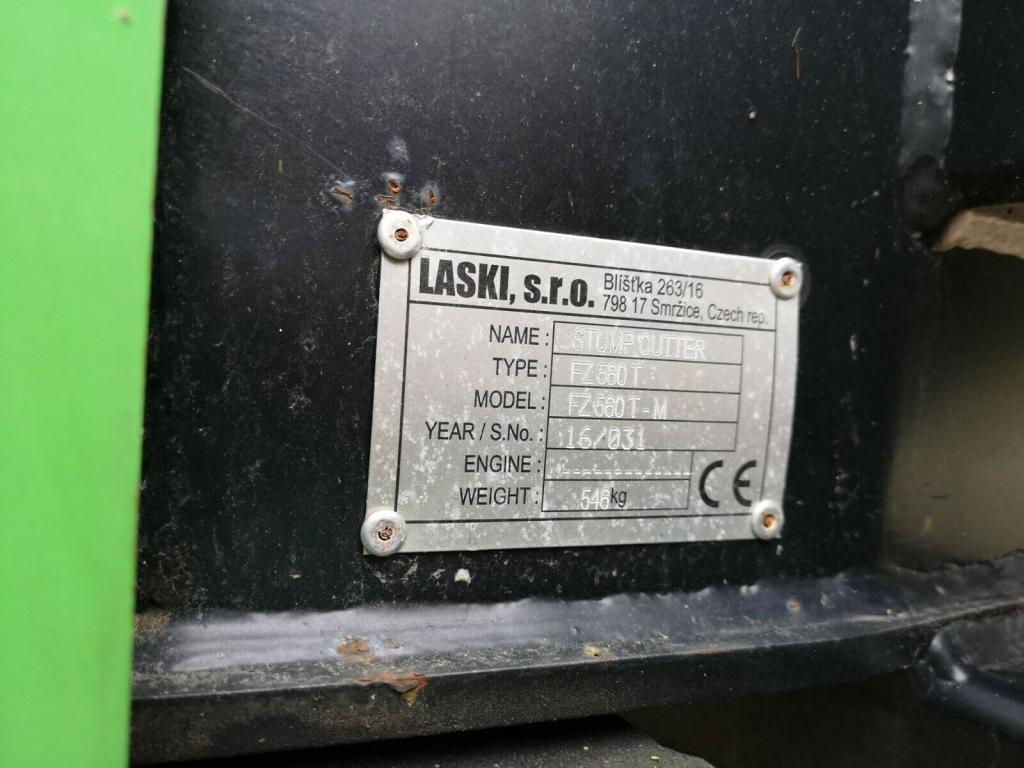 LASKI, s.r.o. Blíšťka 263/16
798 17 Smržice, Czech rep.
NAME: STUMP CUTTER
TYPE: FZ 560 T
MODEL: FZ 560 T-M
YEAR / S.No.: 16/031
ENGINE: -----------
WEIGHT: 546 kg
CE